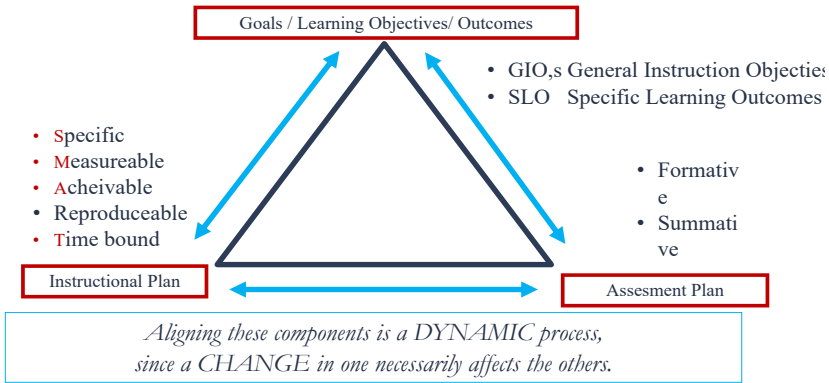 Goals / Learning Objectives/ Outcomes
• GIO,s General Instruction Objecties
• SLO Specific Learning Outcomes
• Specific
• Measureable
• Acheivable
• Reproduceable
• Time bound
• Formativ
e
• Summati
ve
Instructional Plan
Assesment Plan
Aligning these components is a DYNAMIC process,
since a CHANGE in one necessarily affects the others.